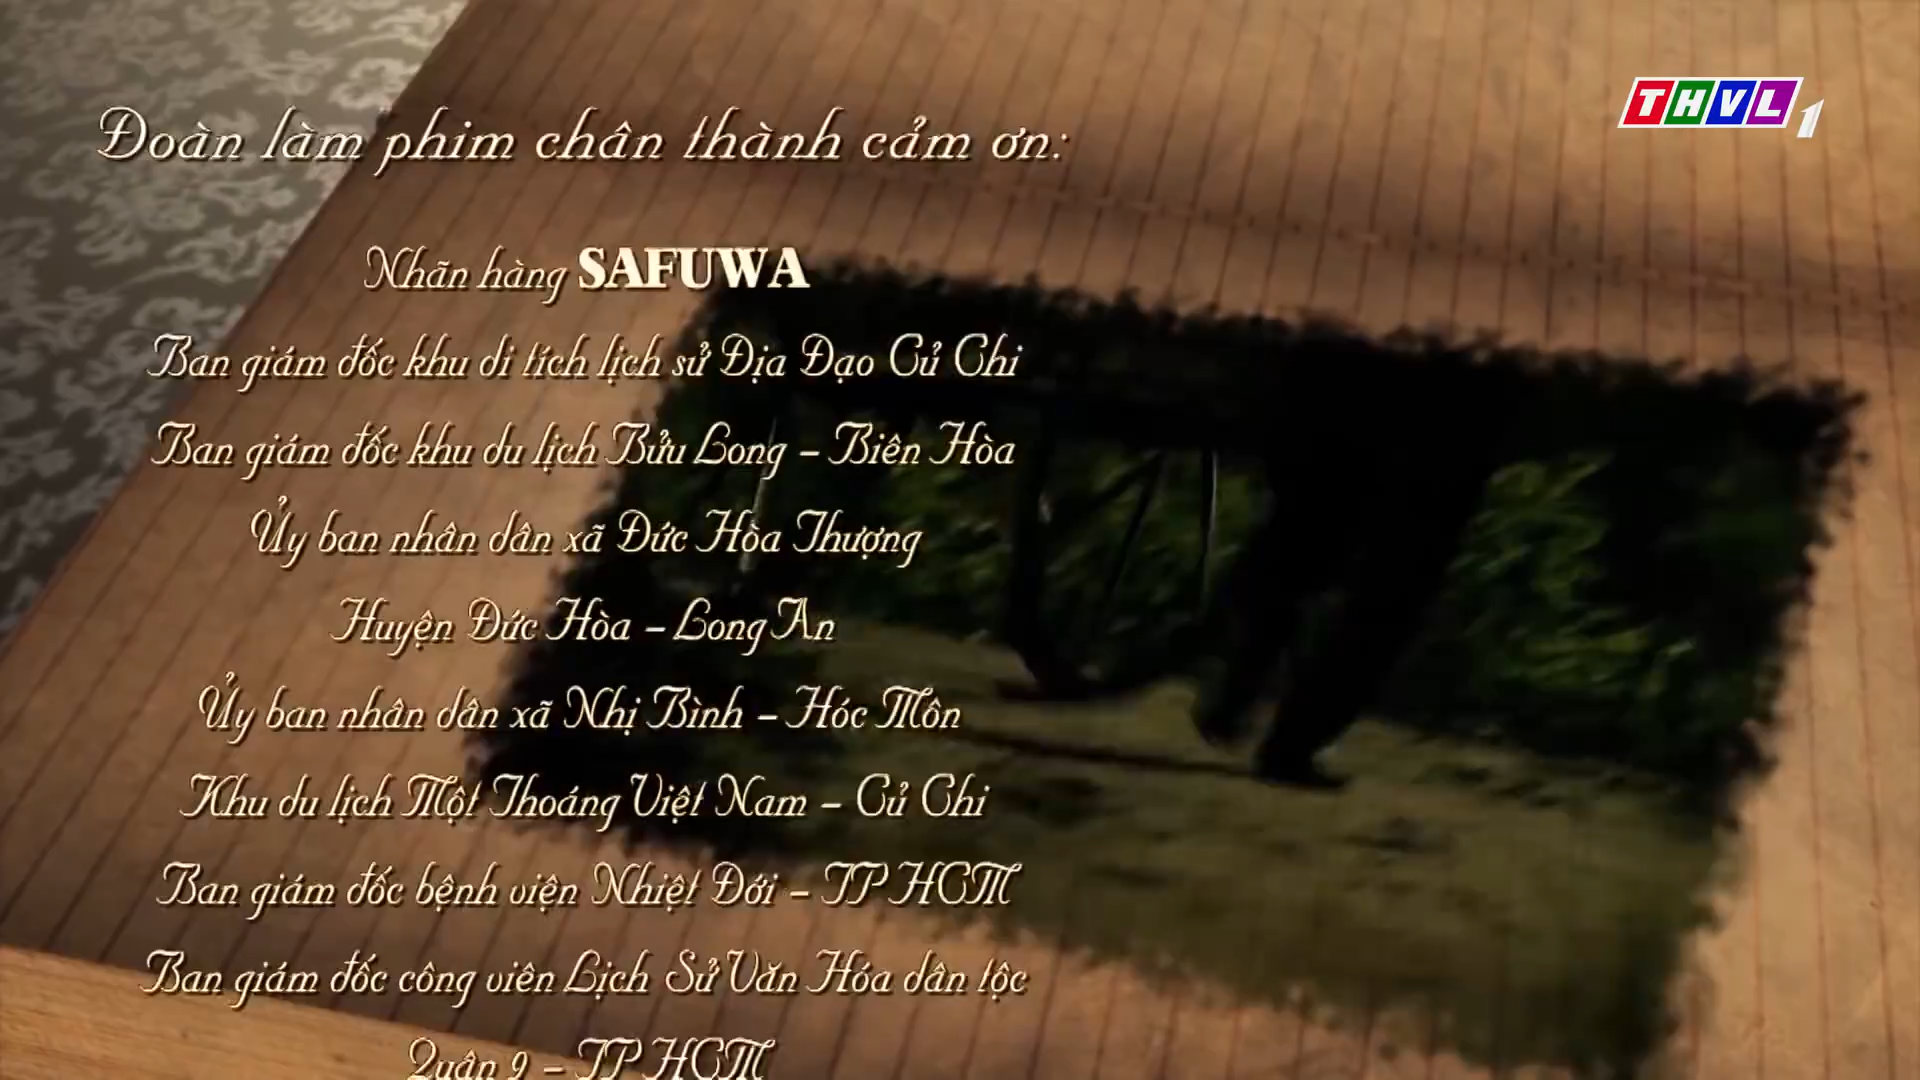 THVL1
Đoàn làm phim chân thành cảm ơn:
Nhãn hàng SAFUWA
Ban giám đốc khu di tích lịch sử Địa Đạo Củ Chi
Ban giám đốc khu du lịch Bửu Long – Biên Hòa
Ủy ban nhân dân xã Đức Hòa Thượng
Huyện Đức Hòa – Long An
Ủy ban nhân dân xã Nhị Bình – Hóc Môn
Khu du lịch Một Thoáng Việt Nam – Củ Chi
Ban giám đốc bệnh viện Nhiệt Đới – TP HCM
Ban giám đốc công viên Lịch Sử Văn Hóa dân tộc
Quận 9 – TP HCM